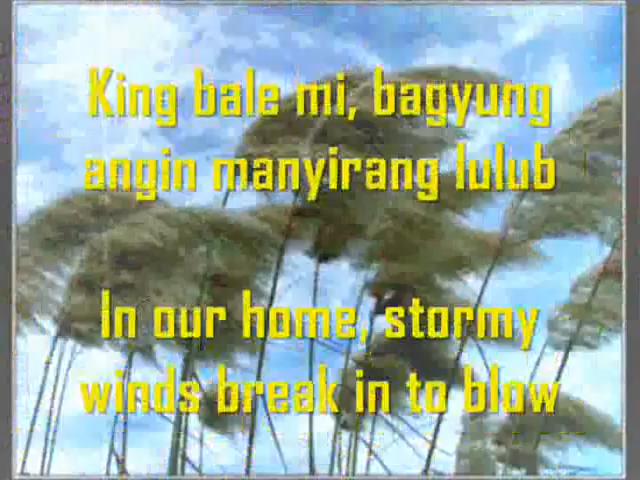 King bale mi, bagyung
angin manyirang lulub
In our home, stormy
winds break in to blow